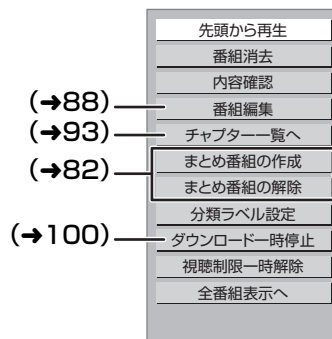 先頭から再生
番組消去
内容確認
(➔88) 番組編集
(➔93) チャプター一覧へ
(➔82) まとめ番組の作成
まとめ番組の解除
分類ラベル設定
(➔100) ダウンロード一時停止
視聴制限一時解除
全番組表示へ